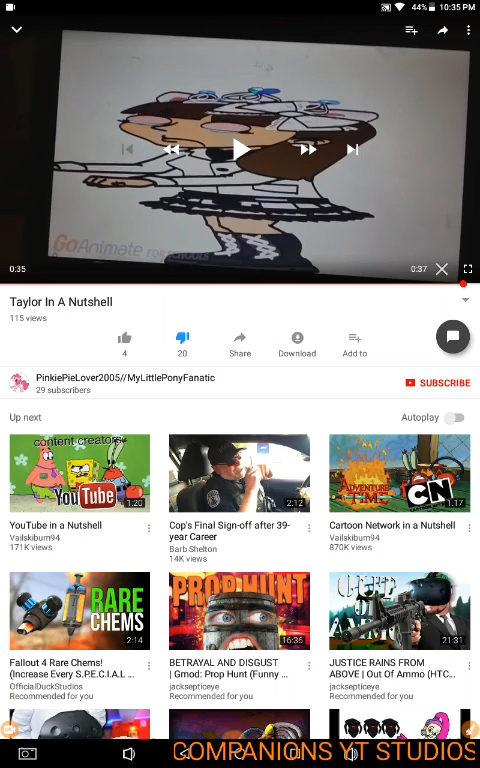 44% 10:35 PM
GoAnimate FOR SCHOOLS
0:35
0:37
Taylor In A Nutshell
115 views
4
20
Share
Download
Add to
PinkiePieLover2005//MyLittlePonyFanatic
29 subscribers
SUBSCRIBE
Up next
Autoplay
content creators
YouTube
1:20
2:12
ADVENTURE TIME
CN
1:17
YouTube in a Nutshell
Vailskibum94
171K views
Cop's Final Sign-off after 39-
year Career
Barb Shelton
14K views
Cartoon Network in a Nutshell
Vailskibum94
870K views
RARE
CHEMS
2:14
PROP HUNT
16:36
OUT OF
AMMO
21:31
Fallout 4 Rare Chems!
(Increase Every S.P.E.C.I.A.L ...
OfficialDuckStudios
Recommended for you
BETRAYAL AND DISGUST
| Gmod: Prop Hunt (Funny ...
jacksepticeye
Recommended for you
JUSTICE RAINS FROM
ABOVE | Out Of Ammo (HTC...
jacksepticeye
Recommended for you
COMPANIONS YT STUDIOS